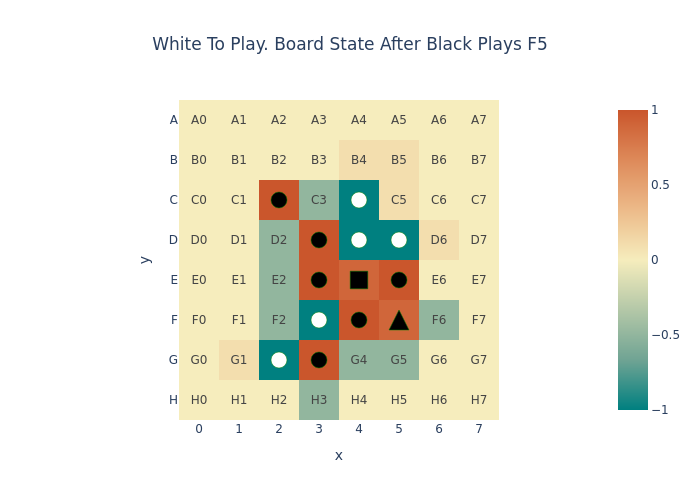 White To Play. Board State After Black Plays F5
A A0 A1 A2 A3 A4 A5 A6 A7
B B0 B1 B2 B3 B4 B5 B6 B7
C C0 C1 C3 C5 C6 C7
D D0 D1 D2 D6 D7
E E0 E1 E2 E6 E7
F F0 F1 F2 F6 F7
G G0 G1 G4 G5 G6 G7
H H0 H1 H2 H3 H4 H5 H6 H7
0 1 2 3 4 5 6 7
x
y
1
0.5
0
−0.5
−1